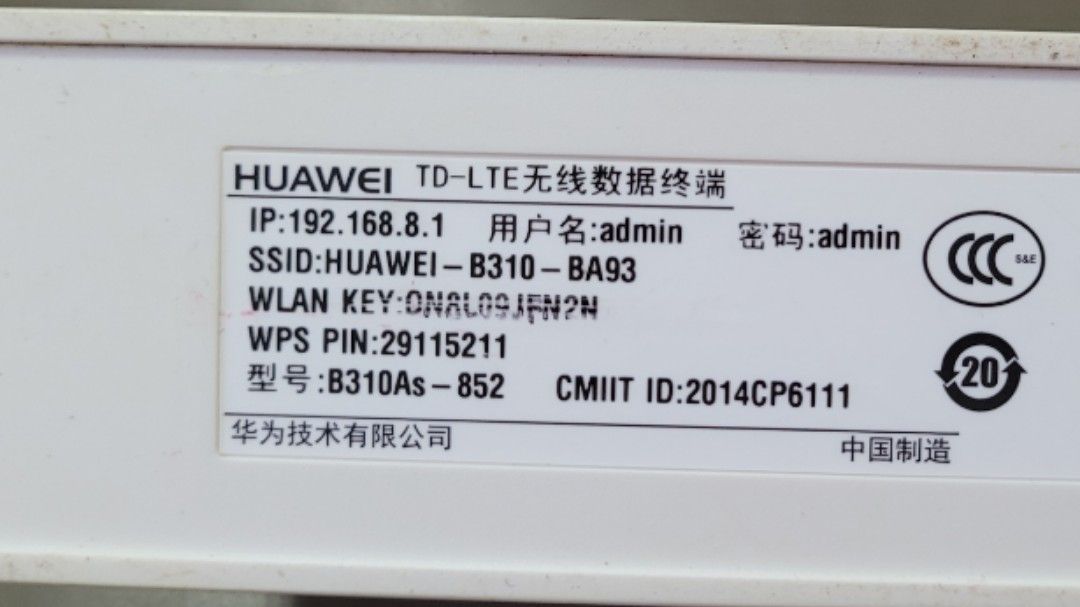 HUAWEI TD-LTE无线数据终端
IP:192.168.8.1 用户名:admin 密码:admin
SSID:HUAWEI-B310-BA93
WLAN KEY:
WPS PIN:29115211
型号:B310As-852 CMIIT ID:2014CP6111
华为技术有限公司 中国制造
CCC S&E
20